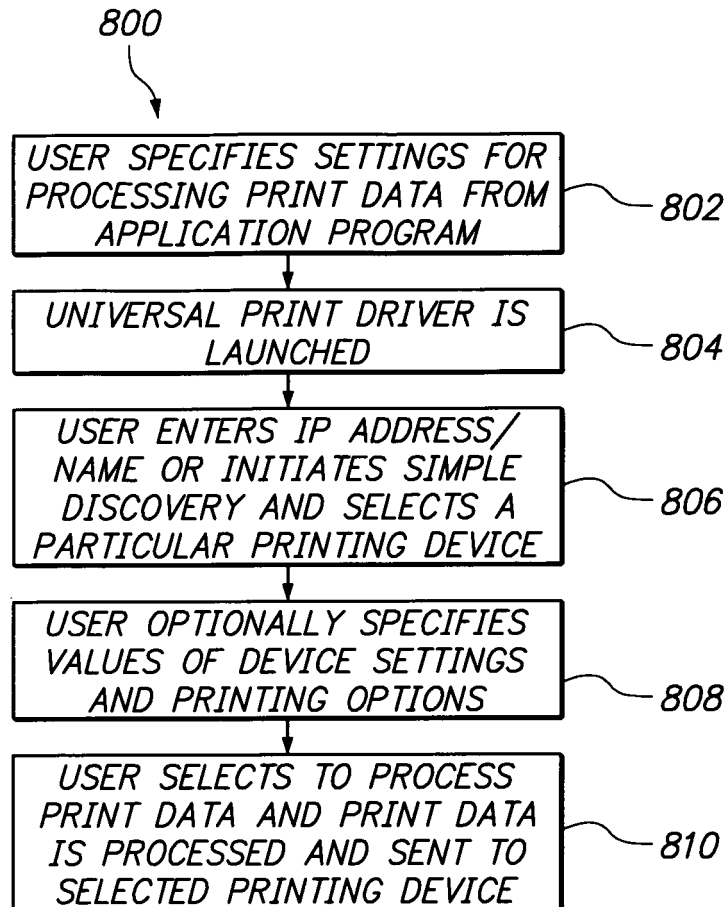 800
USER SPECIFIES SETTINGS FOR
PROCESSING PRINT DATA FROM
APPLICATION PROGRAM
802
UNIVERSAL PRINT DRIVER IS
LAUNCHED
804
USER ENTERS IP ADDRESS/
NAME OR INITIATES SIMPLE
DISCOVERY AND SELECTS A
PARTICULAR PRINTING DEVICE
806
USER OPTIONALLY SPECIFIES
VALUES OF DEVICE SETTINGS
AND PRINTING OPTIONS
808
USER SELECTS TO PROCESS
PRINT DATA AND PRINT DATA
IS PROCESSED AND SENT TO
SELECTED PRINTING DEVICE
810